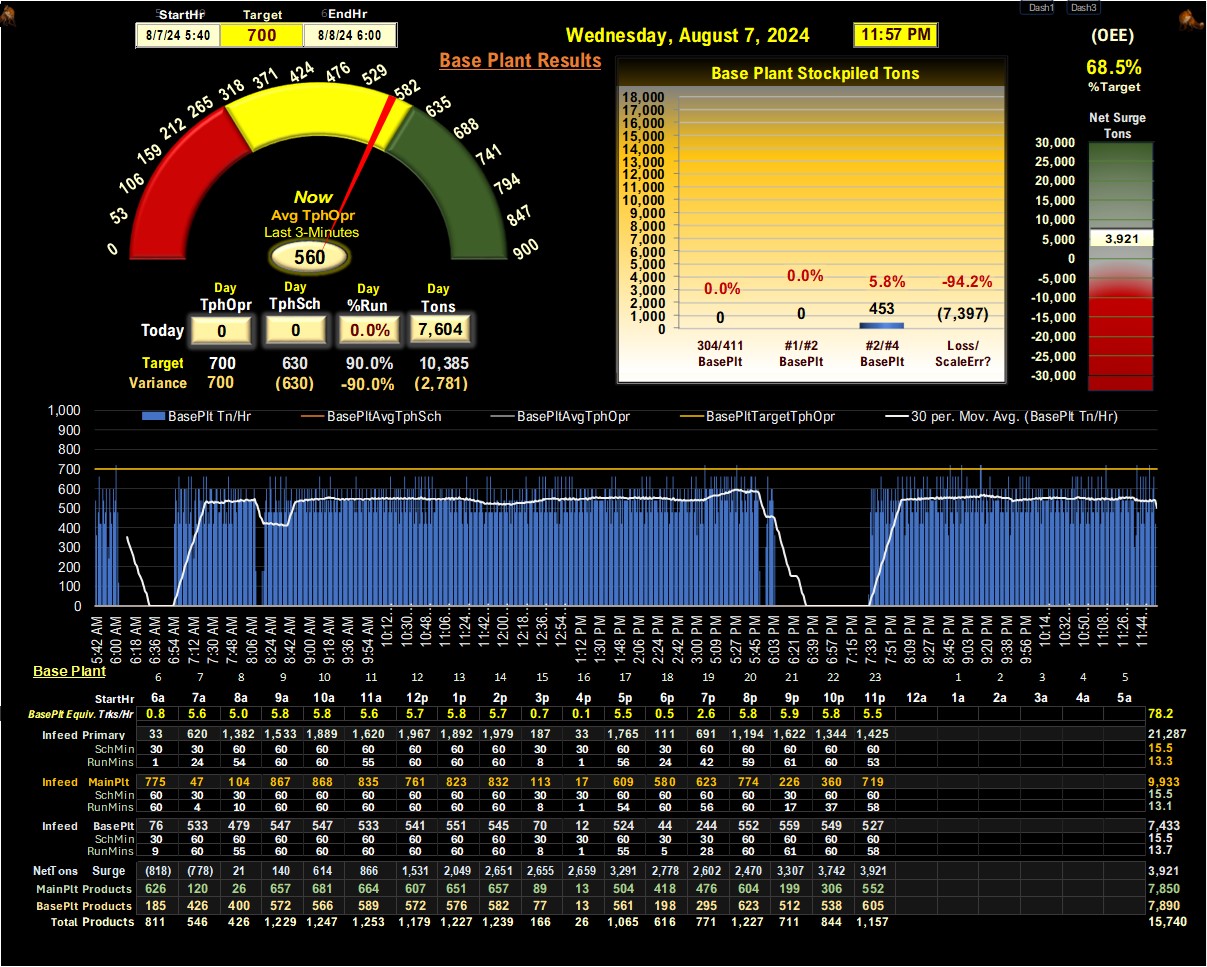 StartHr Target EndHr
8/7/24 5:40 700 8/8/24 6:00
Wednesday, August 7, 2024 11:57 PM
Dash1 Dash3
Base Plant Results
(OEE)
68.5%
%Target
Net Surge
Tons
30,000
25,000
20,000
15,000
10,000
5,000
0
-5,000
-10,000
-15,000
-20,000
-25,000
-30,000
3,921
0 53 106 159 212 265 318 371 424 476 529 582 635 688 741 794 847 900
Now
Avg TphOpr
Last 3-Minutes
560
Day Day Day Day
TphOpr TphSch %Run Tons
Today 0 0 0.0% 7,604
Target 700 630 90.0% 10,385
Variance 700 (630) -90.0% (2,781)
Base Plant Stockpiled Tons
18,000
17,000
16,000
15,000
14,000
13,000
12,000
11,000
10,000
9,000
8,000
7,000
6,000
5,000
4,000
3,000
2,000
1,000
0
0.0% 0.0% 5.8% -94.2%
0 0 453 (7,397)
304/411 #1/#2 #2/#4 Loss/
BasePlt BasePlt BasePlt ScaleErr?
BasePlt Tn/Hr BasePltAvgTphSch BasePltAvgTphOpr BasePltTargetTphOpr 30 per. Mov. Avg. (BasePlt Tn/Hr)
1,000
900
800
700
600
500
400
300
200
100
0
5:42 AM 6:00 AM 6:18 AM 6:36 AM 6:54 AM 7:12 AM 7:30 AM 7:48 AM 8:06 AM 8:24 AM 8:42 AM 9:00 AM 9:18 AM 9:36 AM 9:54 AM 10:12… 10:30… 10:48… 11:06… 11:24… 11:42… 12:00… 12:18… 12:36… 12:54… 1:12 PM 1:30 PM 1:48 PM 2:06 PM 2:24 PM 2:42 PM 3:00 PM 5:09 PM 5:27 PM 5:45 PM 6:03 PM 6:21 PM 6:39 PM 6:57 PM 7:15 PM 7:33 PM 7:51 PM 8:09 PM 8:27 PM 8:45 PM 9:02 PM 9:20 PM 9:38 PM 9:56 PM 10:14… 10:32… 10:50… 11:08… 11:26… 11:44…
Base Plant
6 7 8 9 10 11 12 13 14 15 16 17 18 19 20 21 22 23 1 2 3 4 5
StartHr 6a 7a 8a 9a 10a 11a 12p 1p 2p 3p 4p 5p 6p 7p 8p 9p 10p 11p 12a 1a 2a 3a 4a 5a
BasePlt Equiv. Trks/Hr 0.8 5.6 5.0 5.8 5.8 5.6 5.7 5.8 5.7 0.7 0.1 5.5 0.5 2.6 5.8 5.9 5.8 5.5 78.2
Infeed Primary 33 620 1,382 1,533 1,889 1,620 1,967 1,892 1,979 187 33 1,765 111 691 1,194 1,622 1,344 1,425 21,287
SchMin 30 30 60 60 60 60 60 60 60 30 30 60 30 60 60 60 60 60 15.5
RunMins 1 24 54 60 60 55 60 60 60 8 1 56 24 42 59 61 60 53 13.3
Infeed MainPlt 775 47 104 867 868 835 761 823 832 113 17 609 580 623 774 226 360 719 9,933
SchMin 60 30 30 60 60 60 60 60 60 30 30 60 60 60 60 30 60 60 15.5
RunMins 60 4 10 60 60 60 60 60 60 8 1 54 60 56 60 17 37 58 13.1
Infeed BasePlt 76 533 479 547 547 533 541 551 545 70 12 524 44 244 552 559 549 527 7,433
SchMin 30 60 60 60 60 60 60 60 60 30 30 60 30 30 60 60 60 60 15.5
RunMins 9 60 55 60 60 60 60 60 60 8 1 55 5 28 60 61 60 58 13.7
NetTons Surge (818) (778) 21 140 614 866 1,531 2,049 2,651 2,655 2,659 3,291 2,778 2,602 2,470 3,307 3,742 3,921 3,921
MainPlt Products 626 120 26 657 681 664 607 651 657 89 13 504 418 476 604 199 306 552 7,850
BasePlt Products 185 426 400 572 566 589 572 576 582 77 13 561 198 295 623 512 538 605 7,890
Total Products 811 546 426 1,229 1,247 1,253 1,179 1,227 1,239 166 26 1,065 616 771 1,227 711 844 1,157 15,740